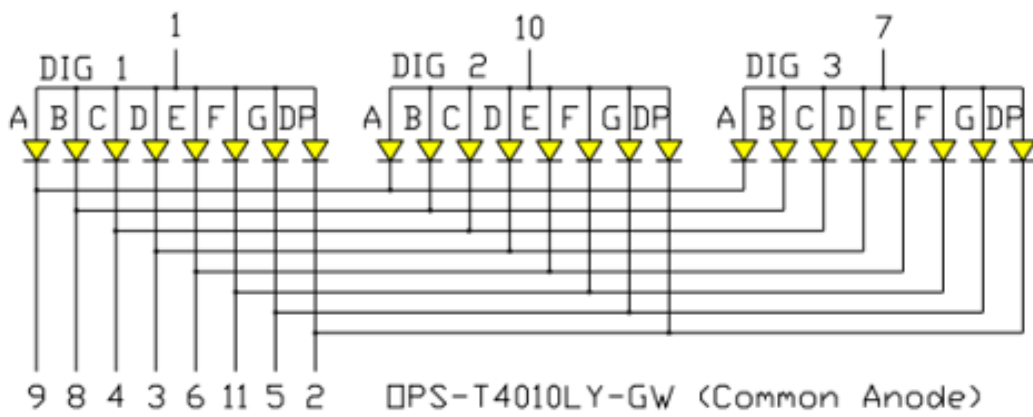 1 10 7
DIG 1 DIG 2 DIG 3
A B C D E F G DP A B C D E F G DP A B C D E F G DP
9 8 4 3 6 11 5 2 OPS-T4010LY-GW (Common Anode)